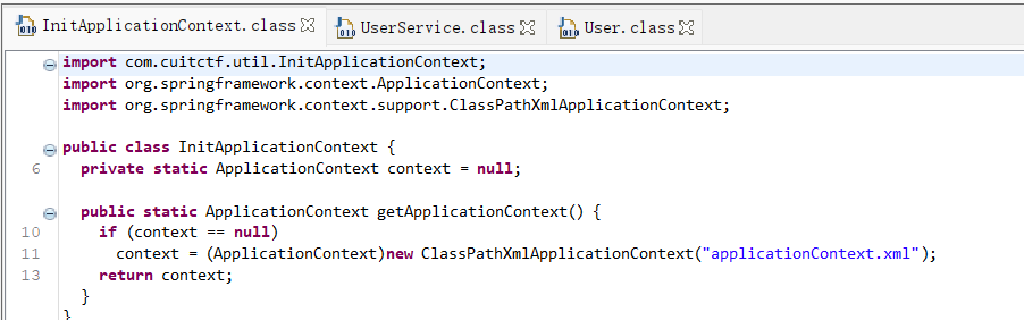 InitApplicationContext.class UserService.class User.class
import com.cuitctf.util.InitApplicationContext;
import org.springframework.context.ApplicationContext;
import org.springframework.context.support.ClassPathXmlApplicationContext;
public class InitApplicationContext {
6 private static ApplicationContext context = null;
public static ApplicationContext getApplicationContext() {
10 if (context == null)
11 context = (ApplicationContext)new ClassPathXmlApplicationContext("applicationContext.xml");
13 return context;
}
}